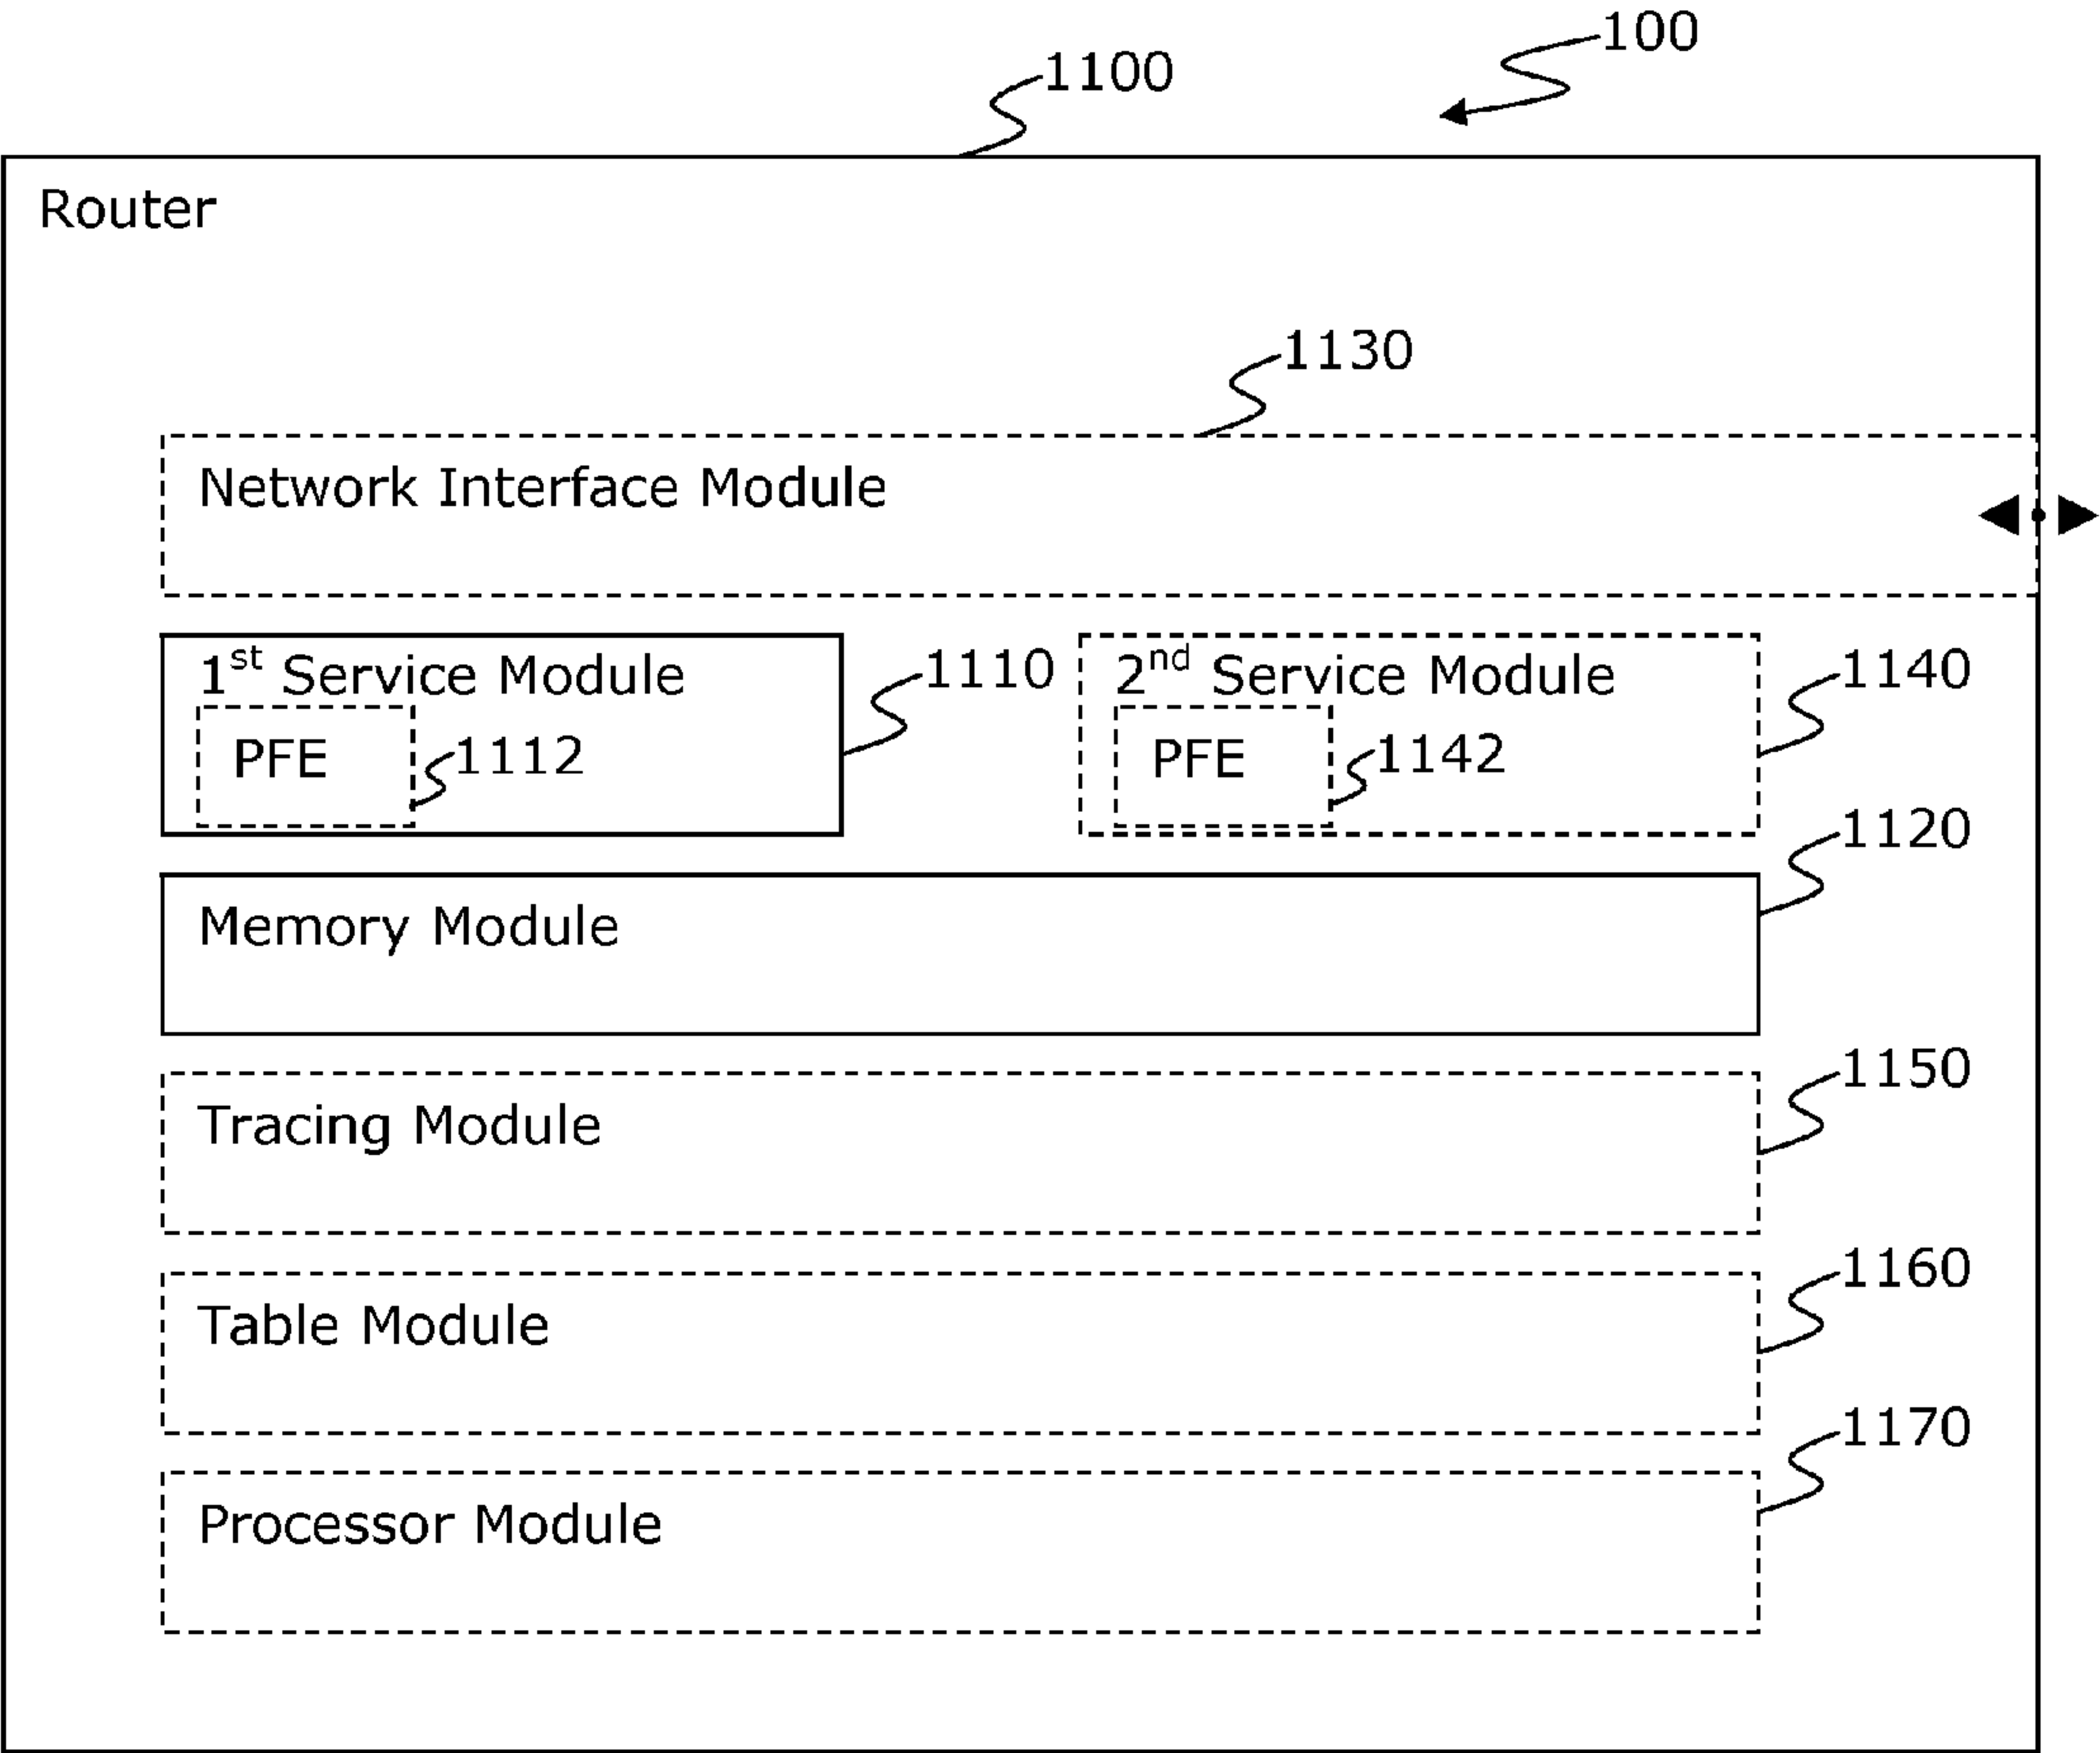 100
1100
Router
1130
Network Interface Module
1st Service Module
1110
2nd Service Module
1140
PFE
1112
PFE
1142
1120
Memory Module
1150
Tracing Module
1160
Table Module
1170
Processor Module